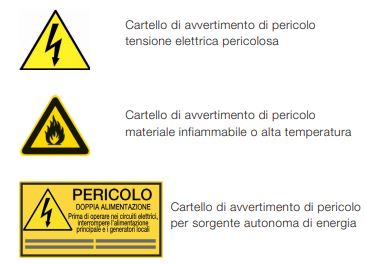 Cartello di avvertimento di pericolo
tensione elettrica pericolosa
Cartello di avvertimento di pericolo
materiale infiammabile o alta temperatura
PERICOLO
DOPPIA ALIMENTAZIONE
Prima di operare nei circuiti elettrici,
interrompere l'alimentazione
principale e i generatori locali
Cartello di avvertimento di pericolo
per sorgente autonoma di energia